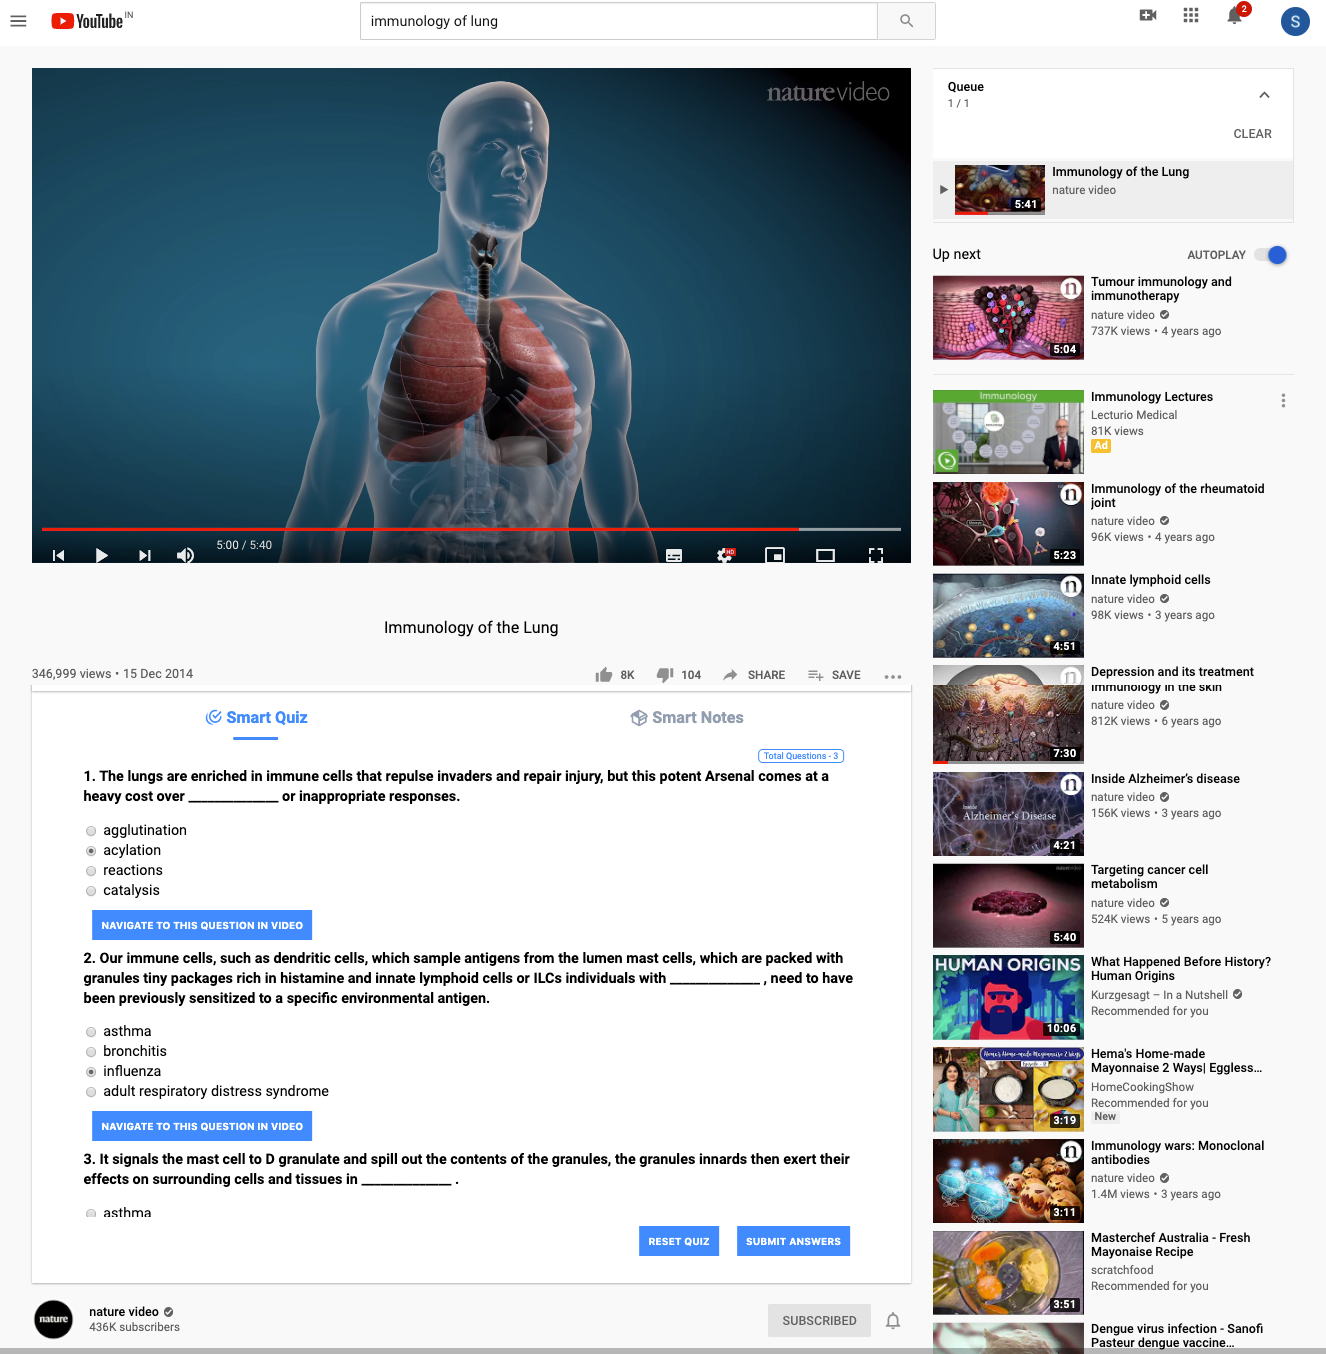 YouTube IN
immunology of lung
2
S
nature video
5:00 / 5:40
HD
Immunology of the Lung
346,999 views • 15 Dec 2014
8K
104
SHARE
SAVE
Smart Quiz
Smart Notes
Total Questions - 3
1. The lungs are enriched in immune cells that repulse invaders and repair injury, but this potent Arsenal comes at a
heavy cost over ______________ or inappropriate responses.
agglutination
acylation
reactions
catalysis
NAVIGATE TO THIS QUESTION IN VIDEO
2. Our immune cells, such as dendritic cells, which sample antigens from the lumen mast cells, which are packed with
granules tiny packages rich in histamine and innate lymphoid cells or ILCs individuals with ______________ , need to have
been previously sensitized to a specific environmental antigen.
asthma
bronchitis
influenza
adult respiratory distress syndrome
NAVIGATE TO THIS QUESTION IN VIDEO
3. It signals the mast cell to D granulate and spill out the contents of the granules, the granules innards then exert their
effects on surrounding cells and tissues in ______________ .
asthma
RESET QUIZ
SUBMIT ANSWERS
nature
nature video
436K subscribers
SUBSCRIBED
Queue
1 / 1
CLEAR
5:41
Immunology of the Lung
nature video
Up next
AUTOPLAY
n
5:04
Tumour immunology and
immunotherapy
nature video
737K views • 4 years ago
Immunology
Immunology Lectures
Lecturio Medical
81K views
Ad
n
5:23
Immunology of the rheumatoid
joint
nature video
96K views • 4 years ago
n
4:51
Innate lymphoid cells
nature video
98K views • 3 years ago
n
Depression and its treatment
Immunology in the skin
nature video
812K views • 6 years ago
7:30
n
Inside
Alzheimer's Disease
4:21
Inside Alzheimer's disease
nature video
156K views • 3 years ago
5:40
Targeting cancer cell
metabolism
nature video
524K views • 5 years ago
HUMAN ORIGINS
10:06
What Happened Before History?
Human Origins
Kurzgesagt – In a Nutshell
Recommended for you
Hema's Home-made Mayonnaise 2 Ways
3:19
Hema's Home-made
Mayonnaise 2 Ways| Eggless...
HomeCookingShow
Recommended for you
New
n
3:11
Immunology wars: Monoclonal
antibodies
nature video
1.4M views • 3 years ago
3:51
Masterchef Australia - Fresh
Mayonaise Recipe
scratchfood
Recommended for you
Dengue virus infection - Sanofi
Pasteur dengue vaccine...